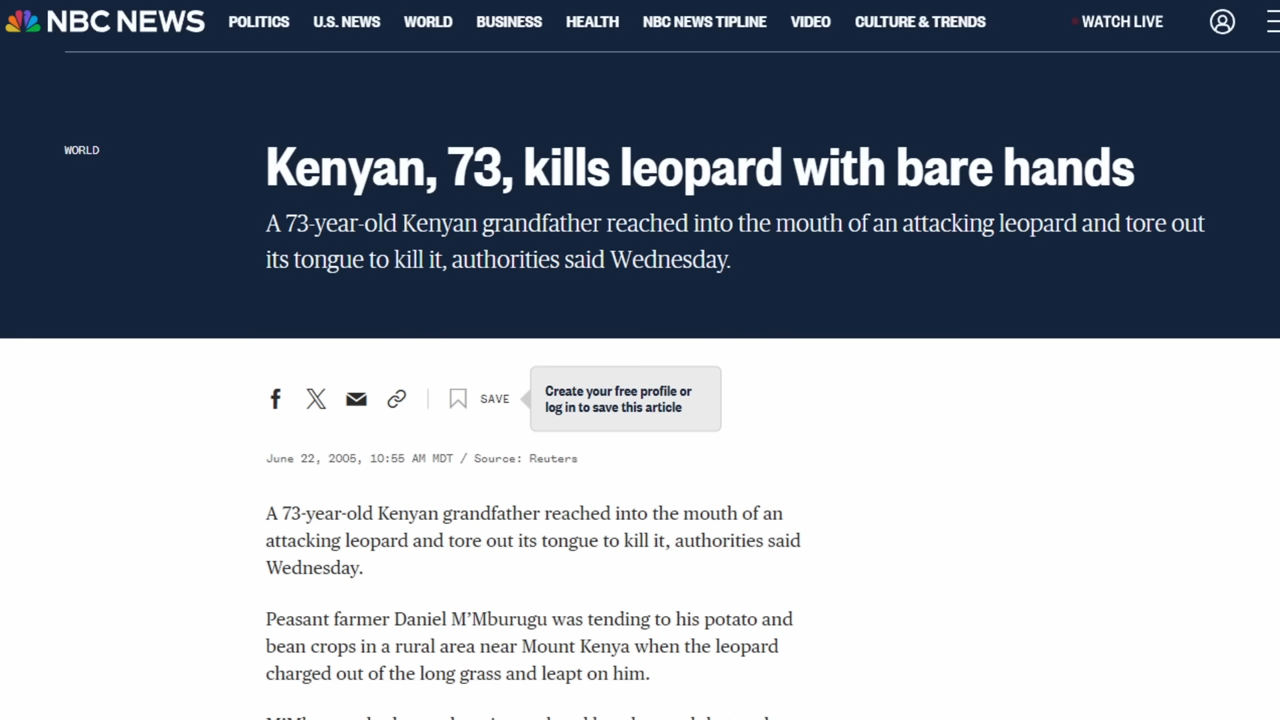 NBC NEWS POLITICS U.S. NEWS WORLD BUSINESS HEALTH NBC NEWS TIPLINE VIDEO CULTURE & TRENDS WATCH LIVE
WORLD
Kenyan, 73, kills leopard with bare hands
A 73-year-old Kenyan grandfather reached into the mouth of an attacking leopard and tore out
its tongue to kill it, authorities said Wednesday.
SAVE
Create your free profile or
log in to save this article
June 22, 2005, 10:55 AM MDT / Source: Reuters
A 73-year-old Kenyan grandfather reached into the mouth of an
attacking leopard and tore out its tongue to kill it, authorities said
Wednesday.
Peasant farmer Daniel M’Mburugu was tending to his potato and
bean crops in a rural area near Mount Kenya when the leopard
charged out of the long grass and leapt on him.